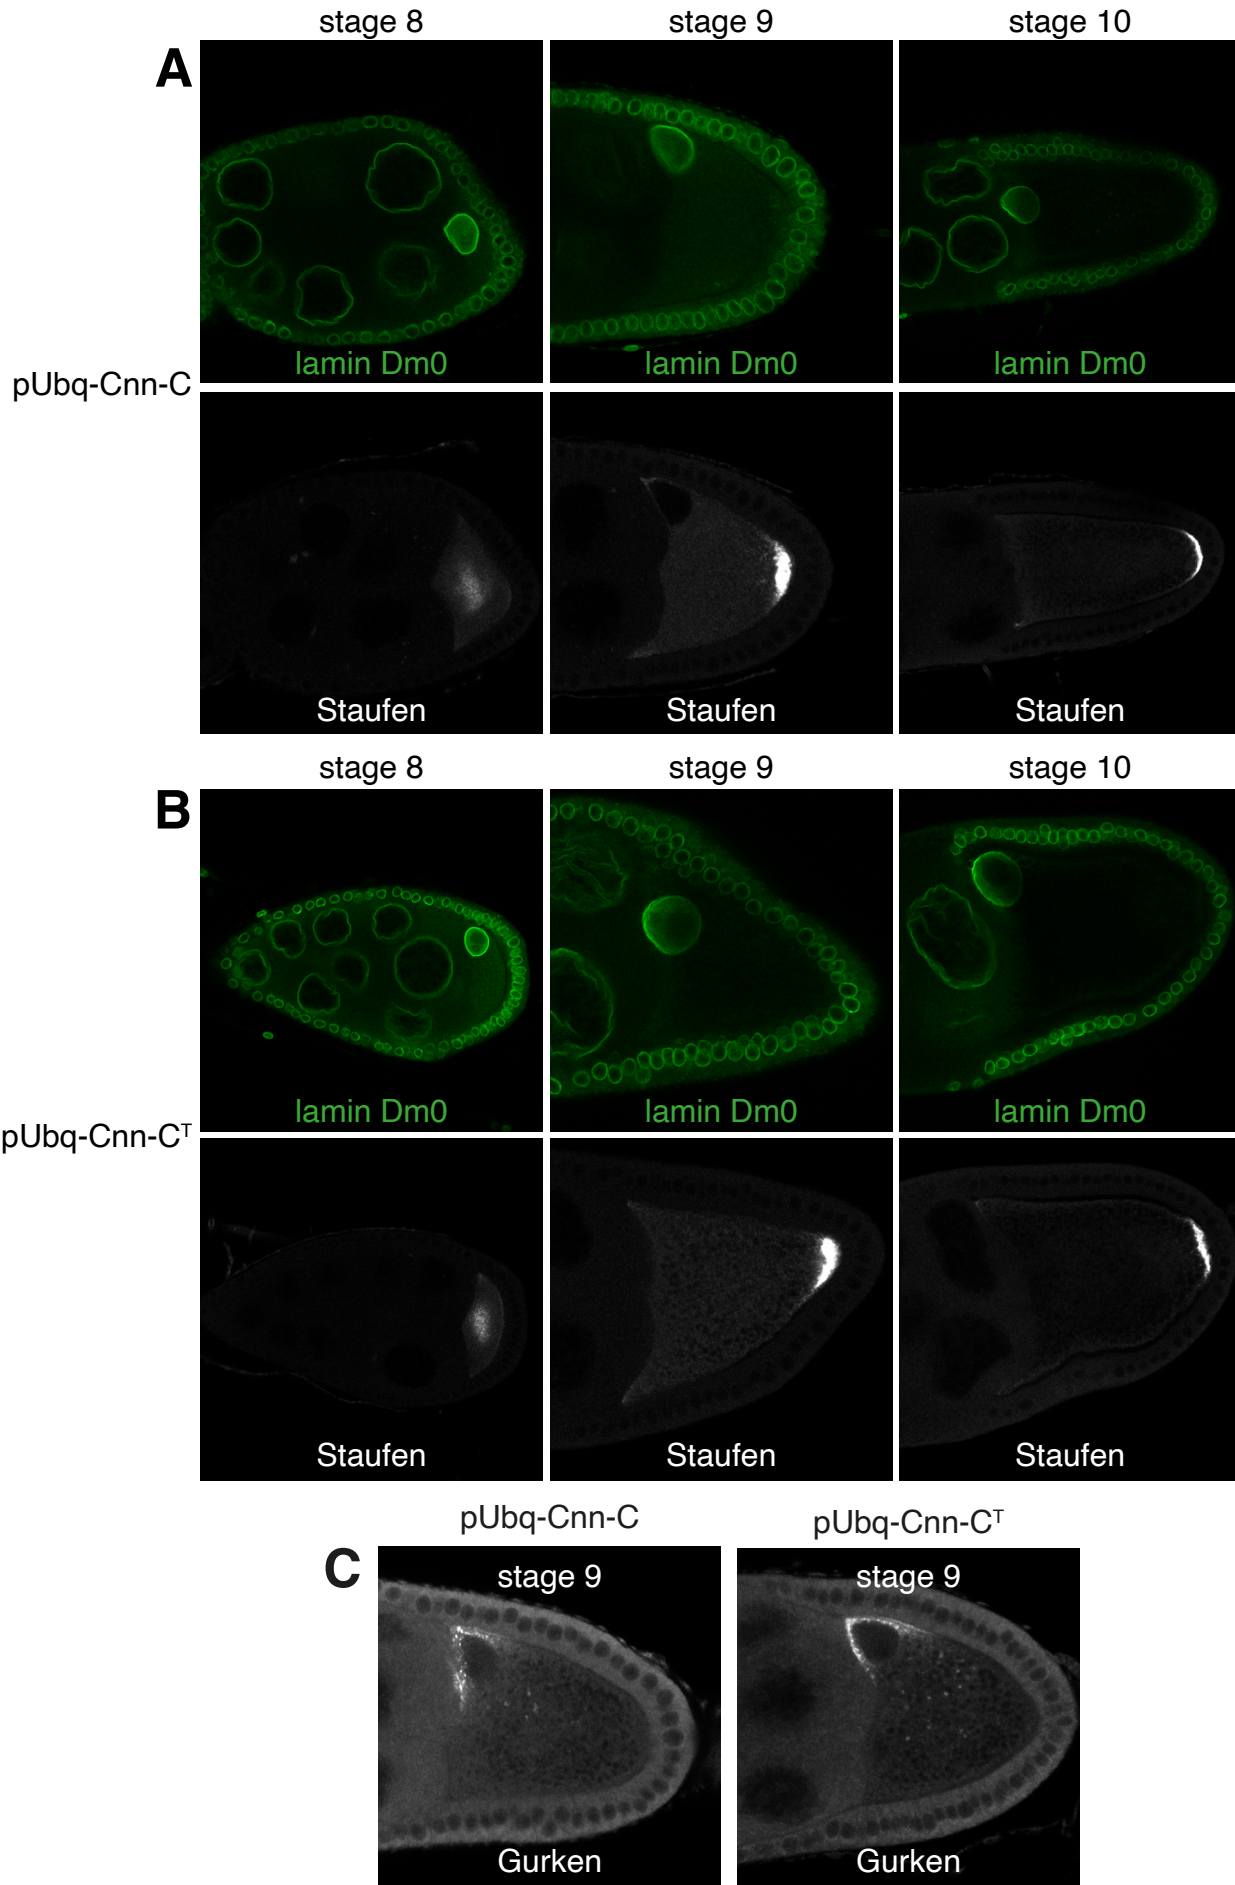 stage 8 stage 9 stage 10
A
lamin Dm0 lamin Dm0 lamin Dm0
pUbq-Cnn-C
Staufen Staufen Staufen
stage 8 stage 9 stage 10
B
lamin Dm0 lamin Dm0 lamin Dm0
pUbq-Cnn-Cᵀ
Staufen Staufen Staufen
pUbq-Cnn-C pUbq-Cnn-Cᵀ
C
stage 9 stage 9
Gurken Gurken